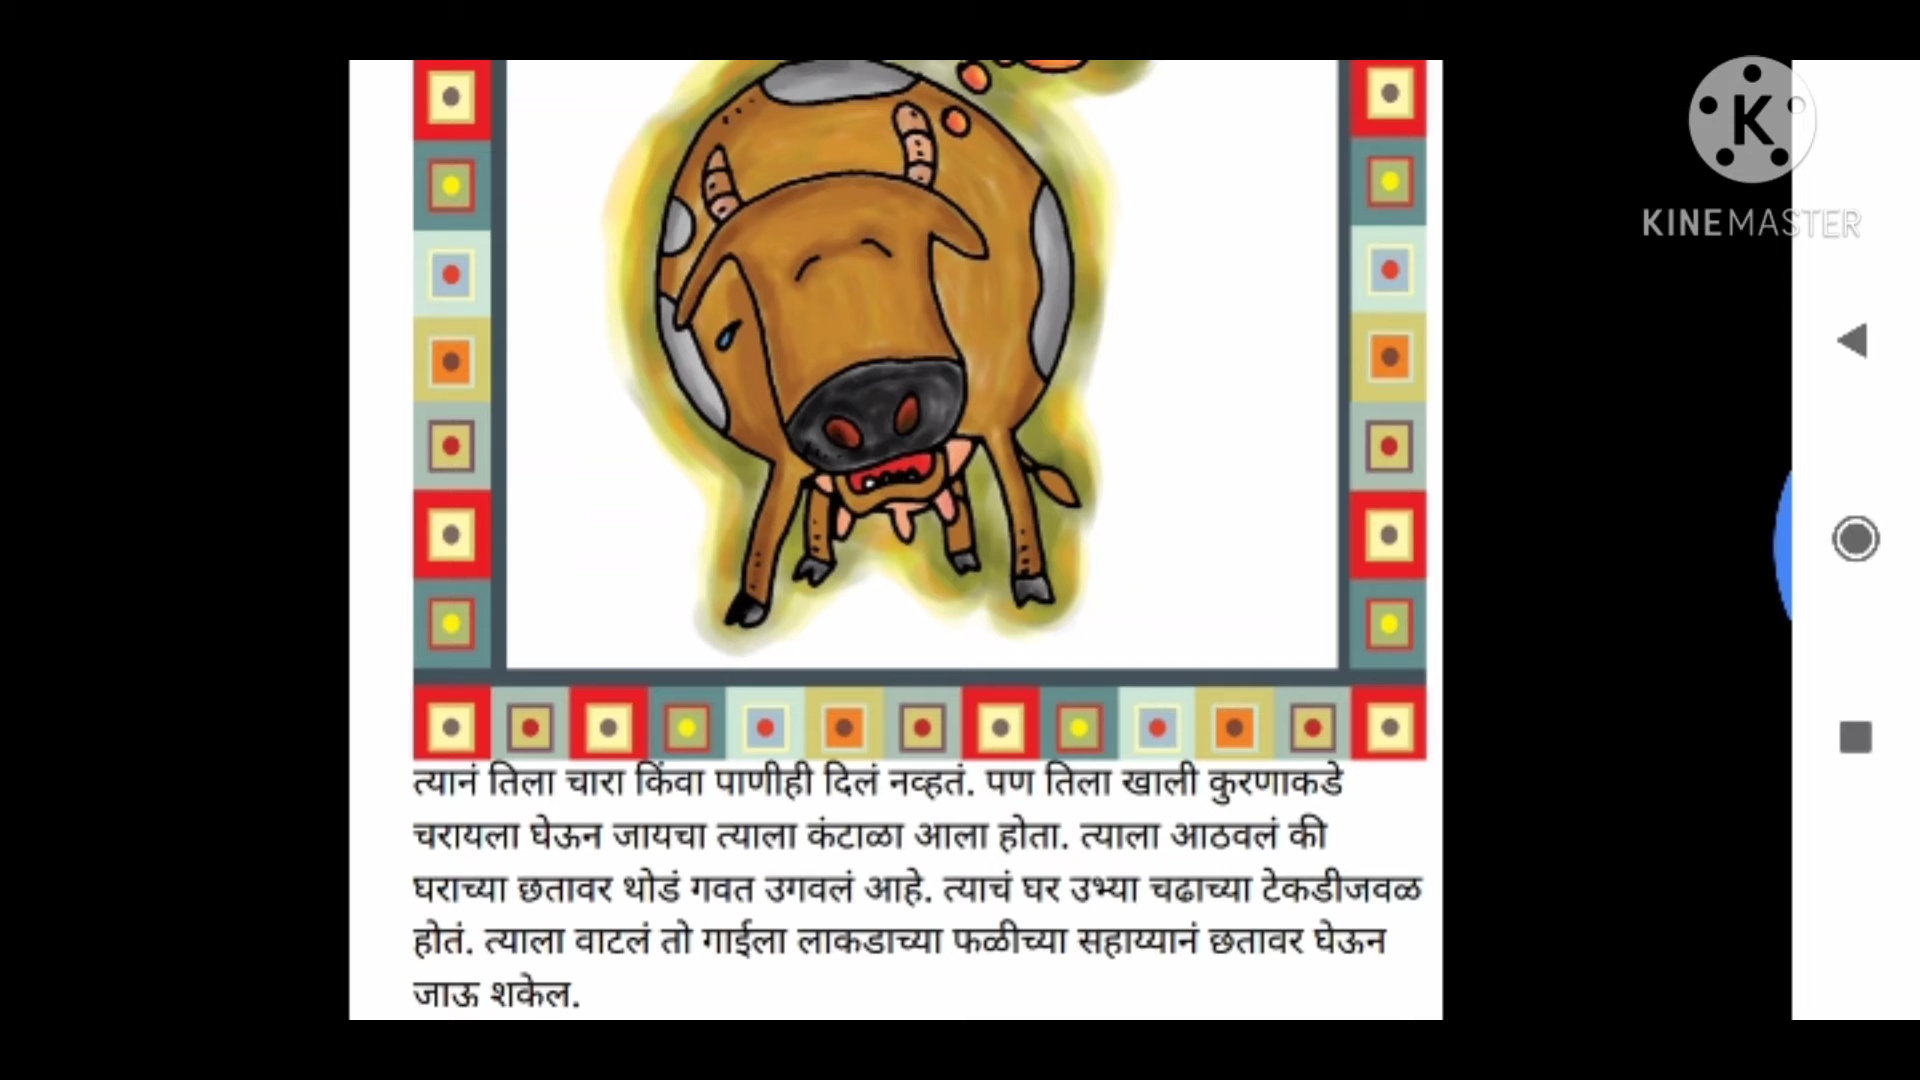 KINEMASTER
त्यानं तिला चारा किंवा पाणीही दिलं नव्हतं. पण तिला खाली कुरणाकडे
चरायला घेऊन जायचा त्याला कंटाळा आला होता. त्याला आठवलं की
घराच्या छतावर थोडं गवत उगवलं आहे. त्याचं घर उभ्या चढाच्या टेकडीजवळ
होतं. त्याला वाटलं तो गाईला लाकडाच्या फळीच्या सहाय्यानं छतावर घेऊन
जाऊ शकेल.